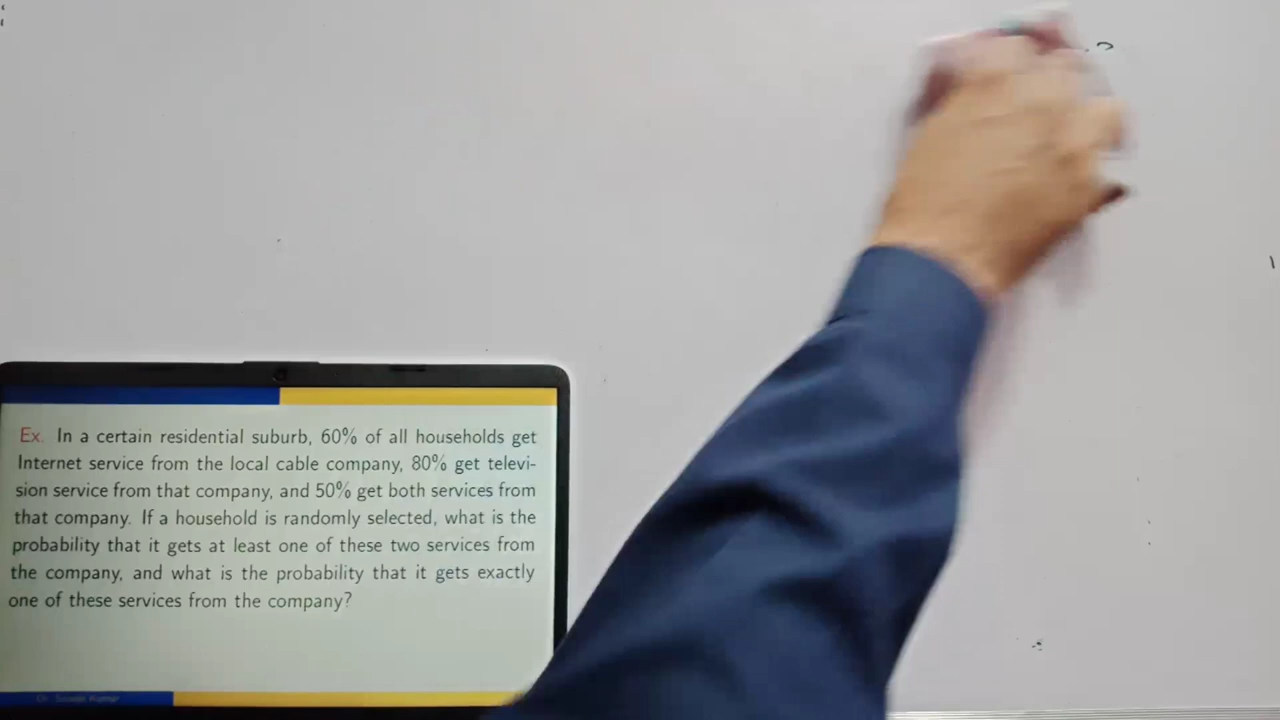 Ex. In a certain residential suburb, 60% of all households get
Internet service from the local cable company, 80% get televi-
sion service from that company, and 50% get both services from
that company. If a household is randomly selected, what is the
probability that it gets at least one of these two services from
the company, and what is the probability that it gets exactly
one of these services from the company?